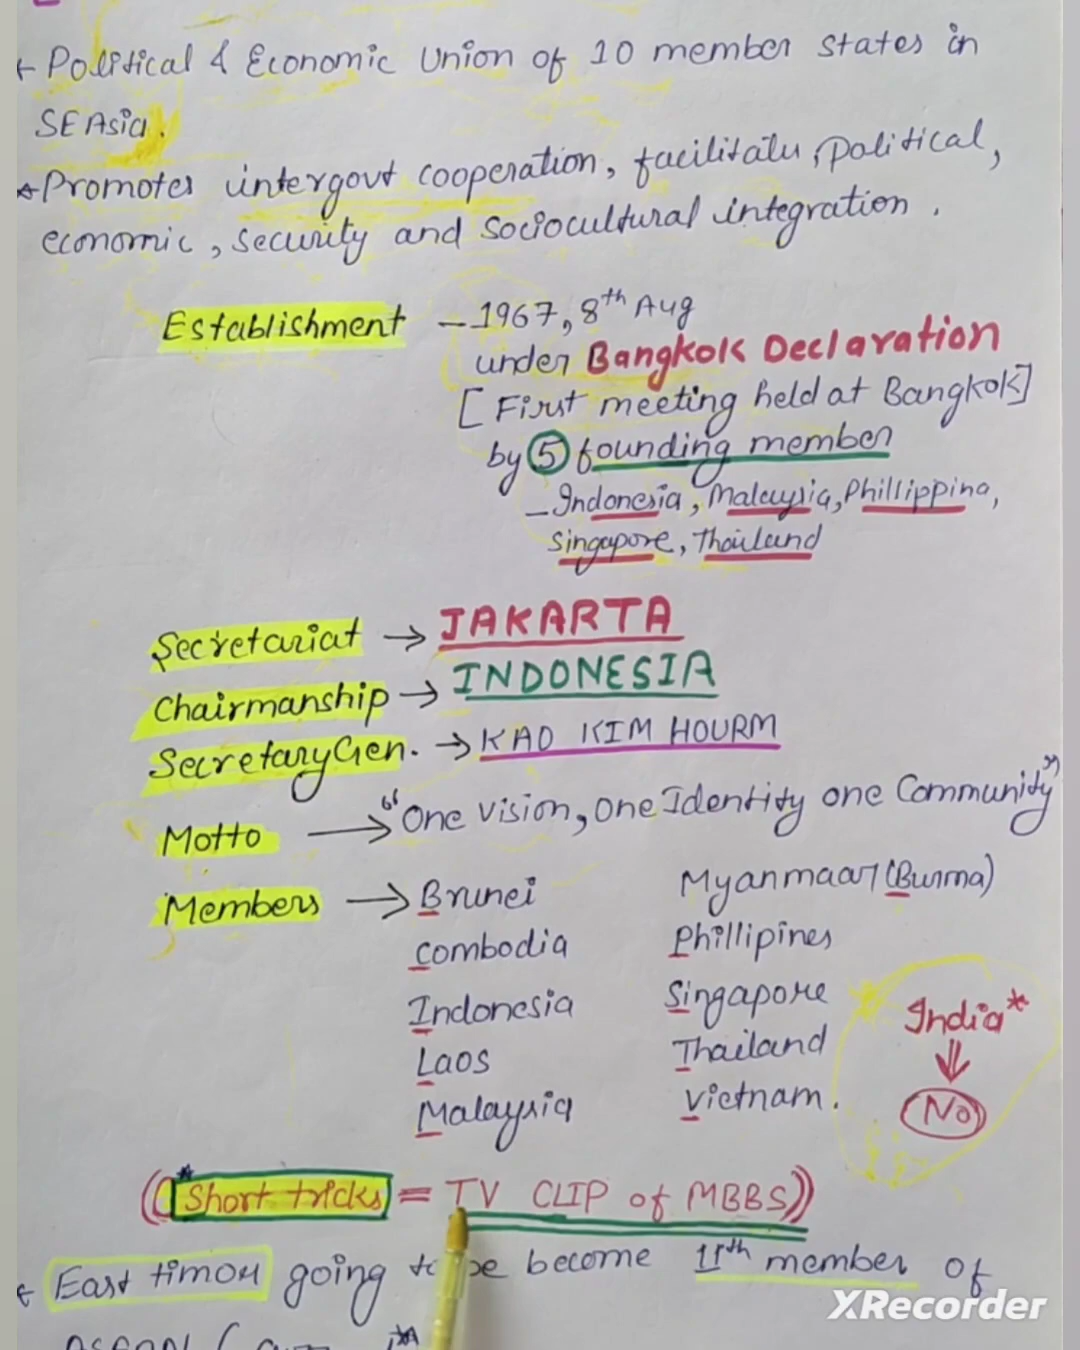 Political & Economic Union of 10 member states in
SE Asia.
Promotes intergovt cooperation, facilitate, political,
economic, security and sociocultural integration.
Establishment – 1967, 8th Aug
under Bangkok Declaration
[First meeting held at Bangkok]
by 5 founding member
– Indonesia, Malaysia, Phillippine,
Singapore, Thailand
Secretariat → JAKARTA
Chairmanship → INDONESIA
Secretary Gen. → KAO KIM HOURM
Motto → "One Vision, One Identity one Community"
Members → Brunei Myanmaar (Burma)
Combodia Phillipines
Indonesia Singapore
Laos Thailand
Malaysia Vietnam.
India*
No
((*Short tricks = TV CLIP of MBBS))
East timor going to be become 11th member of
ASEAN
XRecorder